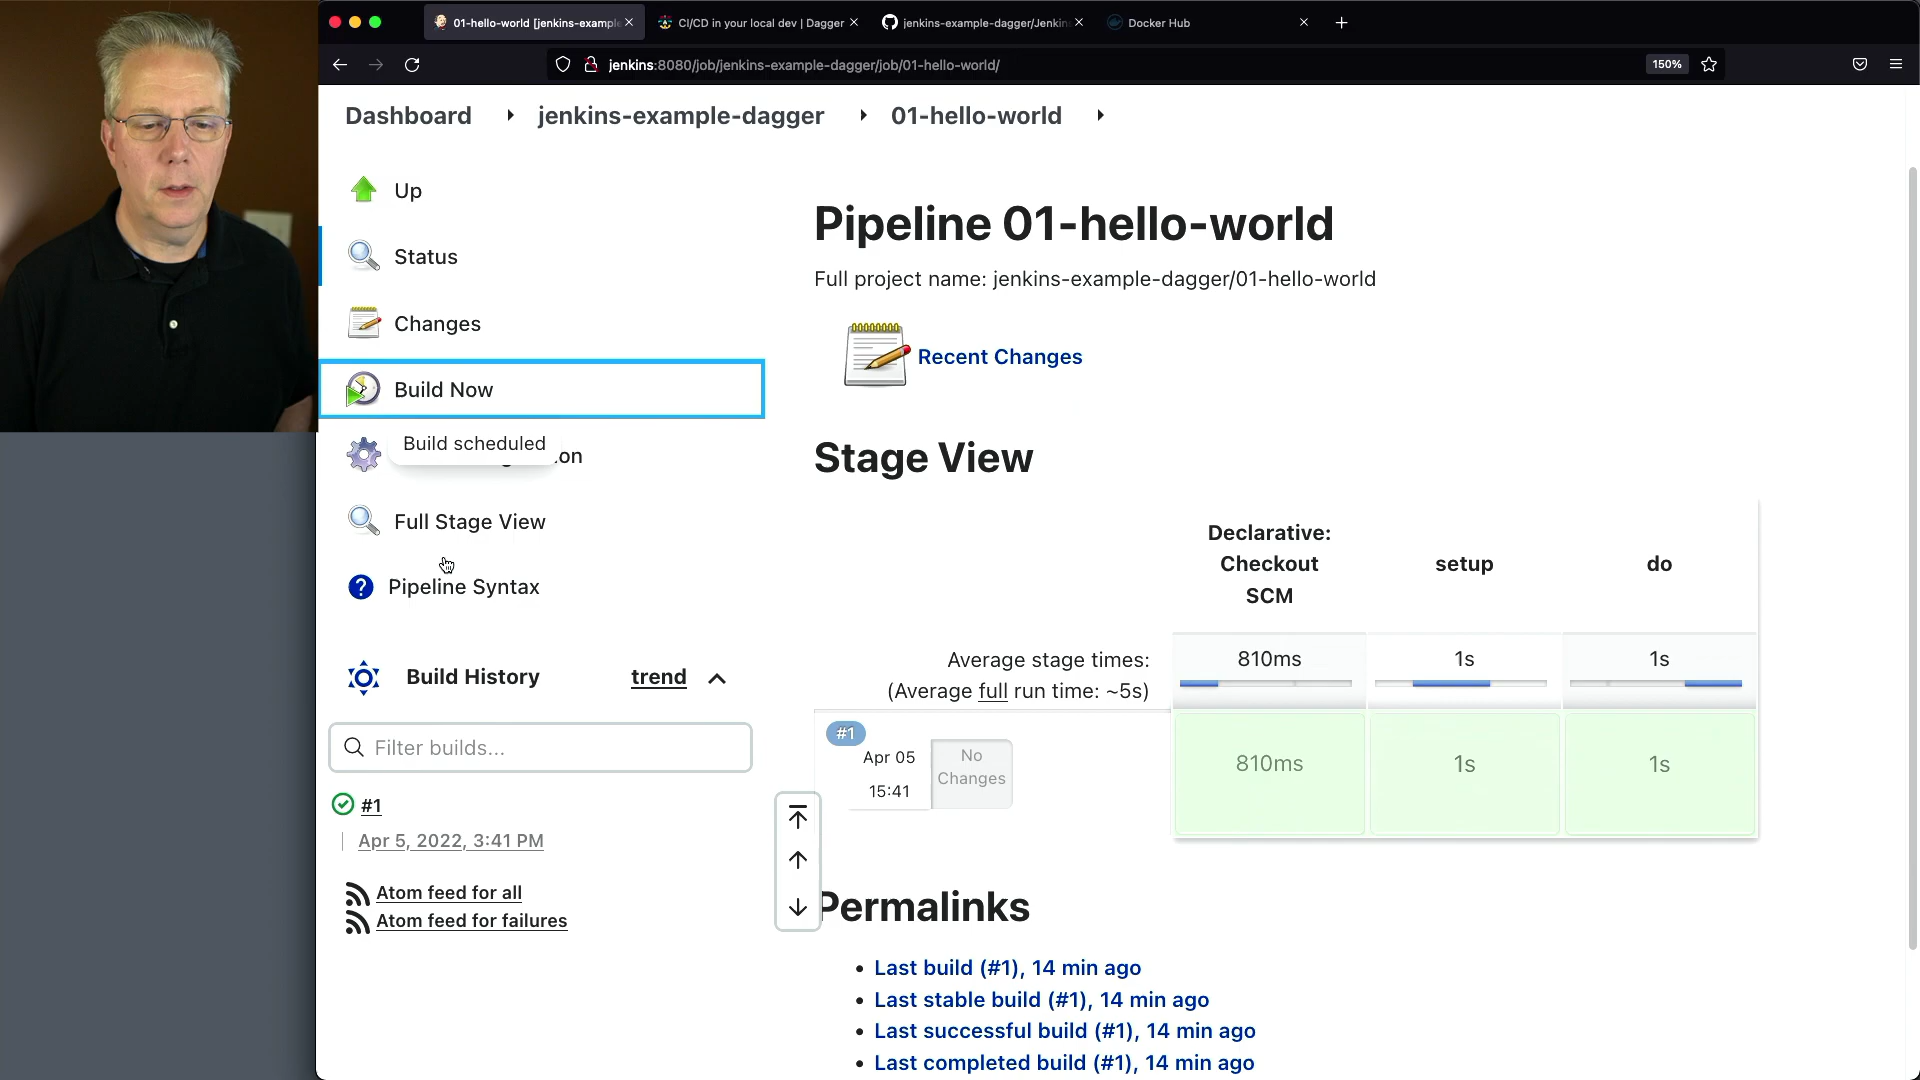 01-hello-world [jenkins-example
CI/CD in your local dev | Dagger
jenkins-example-dagger/Jenkin
Docker Hub
jenkins:8080/job/jenkins-example-dagger/job/01-hello-world/
150%
Dashboard
jenkins-example-dagger
01-hello-world
Up
Status
Changes
Build Now
Build scheduled
on
Full Stage View
Pipeline Syntax
Build History
trend
Filter builds...
#1
Apr 5, 2022, 3:41 PM
Atom feed for all
Atom feed for failures
Pipeline 01-hello-world
Full project name: jenkins-example-dagger/01-hello-world
Recent Changes
Stage View
Declarative:
Checkout
SCM
setup
do
Average stage times:
(Average full run time: ~5s)
810ms
1s
1s
#1
Apr 05
15:41
No
Changes
810ms
1s
1s
Permalinks
Last build (#1), 14 min ago
Last stable build (#1), 14 min ago
Last successful build (#1), 14 min ago
Last completed build (#1), 14 min ago